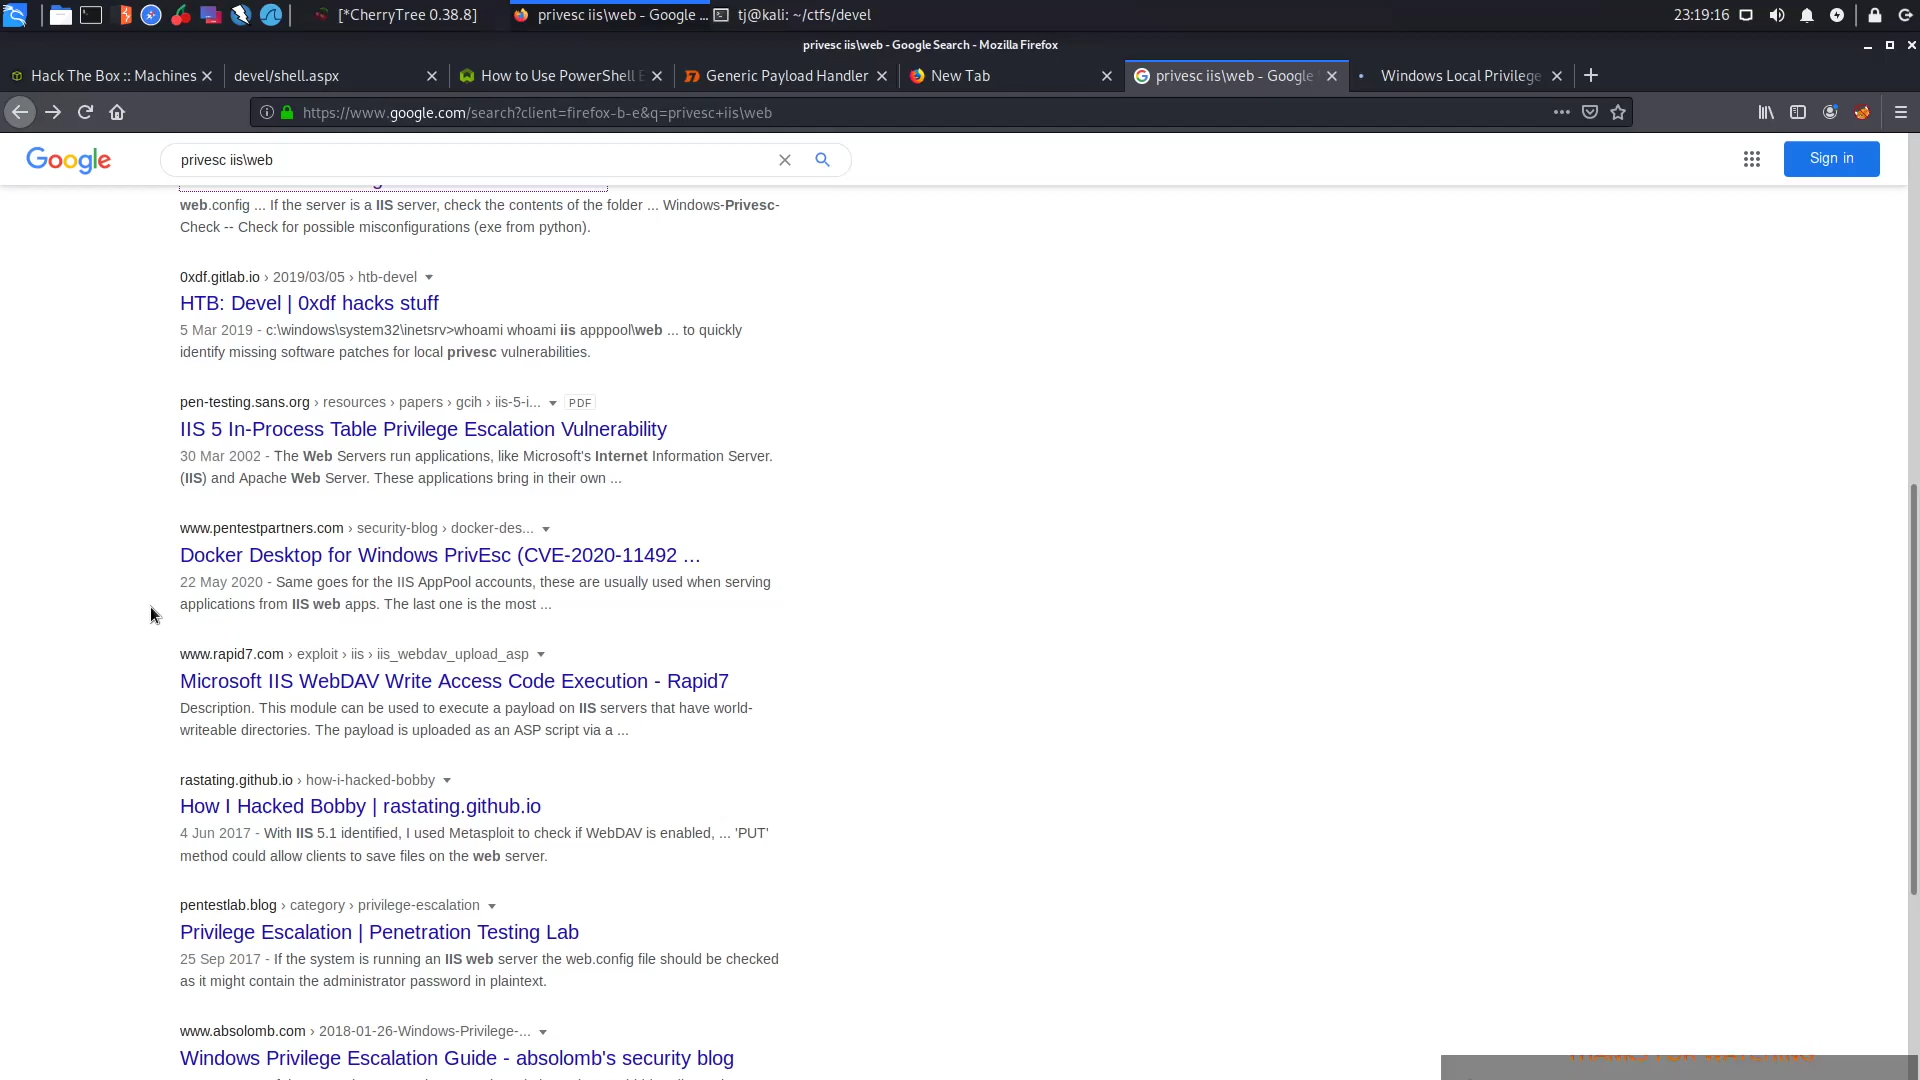 [*CherryTree 0.38.8]
privesc iis\web - Google ...
tj@kali: ~/ctfs/devel
23:19:16
privesc iis\web - Google Search - Mozilla Firefox
Hack The Box :: Machines
devel/shell.aspx
How to Use PowerShell E
Generic Payload Handler
New Tab
privesc iis\web - Google
Windows Local Privilege
https://www.google.com/search?client=firefox-b-e&q=privesc+iis\web
Google
privesc iis\web
Sign in
web.config ... If the server is a IIS server, check the contents of the folder ... Windows-Privesc-
Check -- Check for possible misconfigurations (exe from python).
0xdf.gitlab.io › 2019/03/05 › htb-devel
HTB: Devel | 0xdf hacks stuff
5 Mar 2019 - c:\windows\system32\inetsrv>whoami whoami iis apppool\web ... to quickly
identify missing software patches for local privesc vulnerabilities.
pen-testing.sans.org › resources › papers › gcih › iis-5-i... PDF
IIS 5 In-Process Table Privilege Escalation Vulnerability
30 Mar 2002 - The Web Servers run applications, like Microsoft's Internet Information Server.
(IIS) and Apache Web Server. These applications bring in their own ...
www.pentestpartners.com › security-blog › docker-des...
Docker Desktop for Windows PrivEsc (CVE-2020-11492 ...
22 May 2020 - Same goes for the IIS AppPool accounts, these are usually used when serving
applications from IIS web apps. The last one is the most ...
www.rapid7.com › exploit › iis › iis_webdav_upload_asp
Microsoft IIS WebDAV Write Access Code Execution - Rapid7
Description. This module can be used to execute a payload on IIS servers that have world-
writeable directories. The payload is uploaded as an ASP script via a ...
rastating.github.io › how-i-hacked-bobby
How I Hacked Bobby | rastating.github.io
4 Jun 2017 - With IIS 5.1 identified, I used Metasploit to check if WebDAV is enabled, ... 'PUT'
method could allow clients to save files on the web server.
pentestlab.blog › category › privilege-escalation
Privilege Escalation | Penetration Testing Lab
25 Sep 2017 - If the system is running an IIS web server the web.config file should be checked
as it might contain the administrator password in plaintext.
www.absolomb.com › 2018-01-26-Windows-Privilege-...
Windows Privilege Escalation Guide - absolomb's security blog
THANKS FOR WATCHING